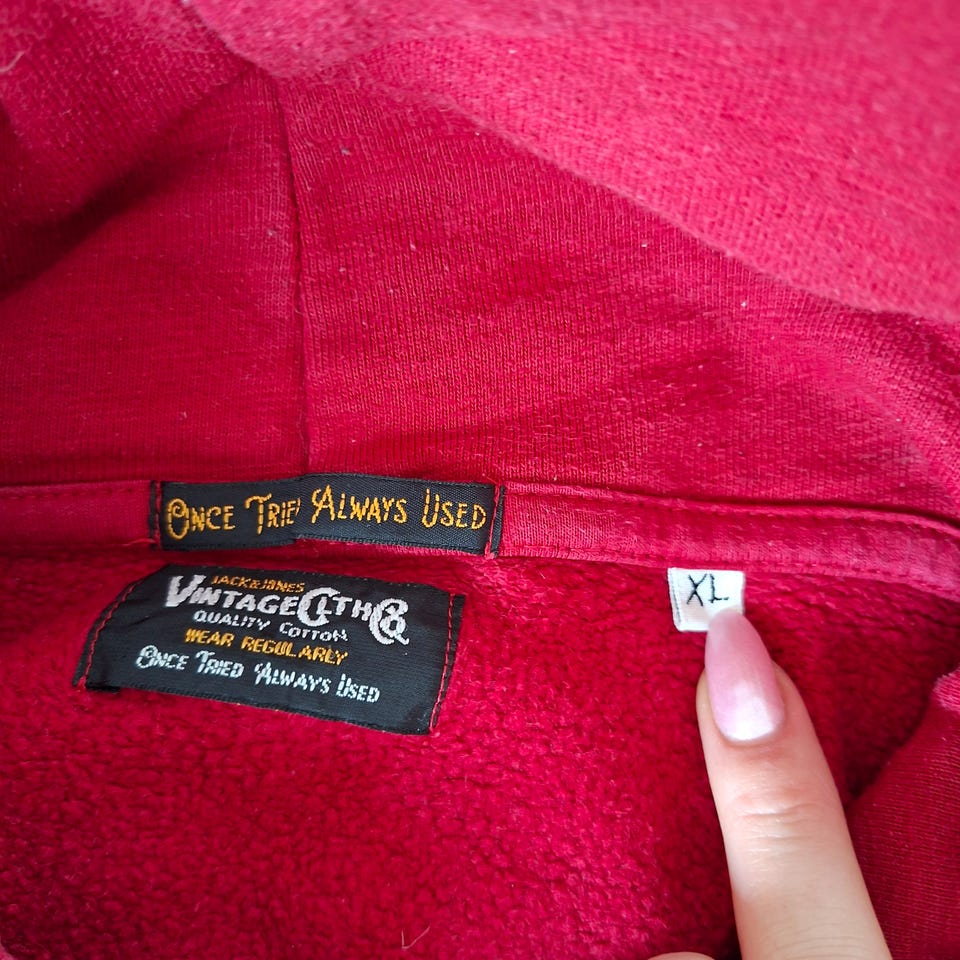 Once Tried Always Used
JACK & JONES
VINTAGE CLTH Co
QUALITY COTTON
WEAR REGULARLY
Once Tried Always Used
XL